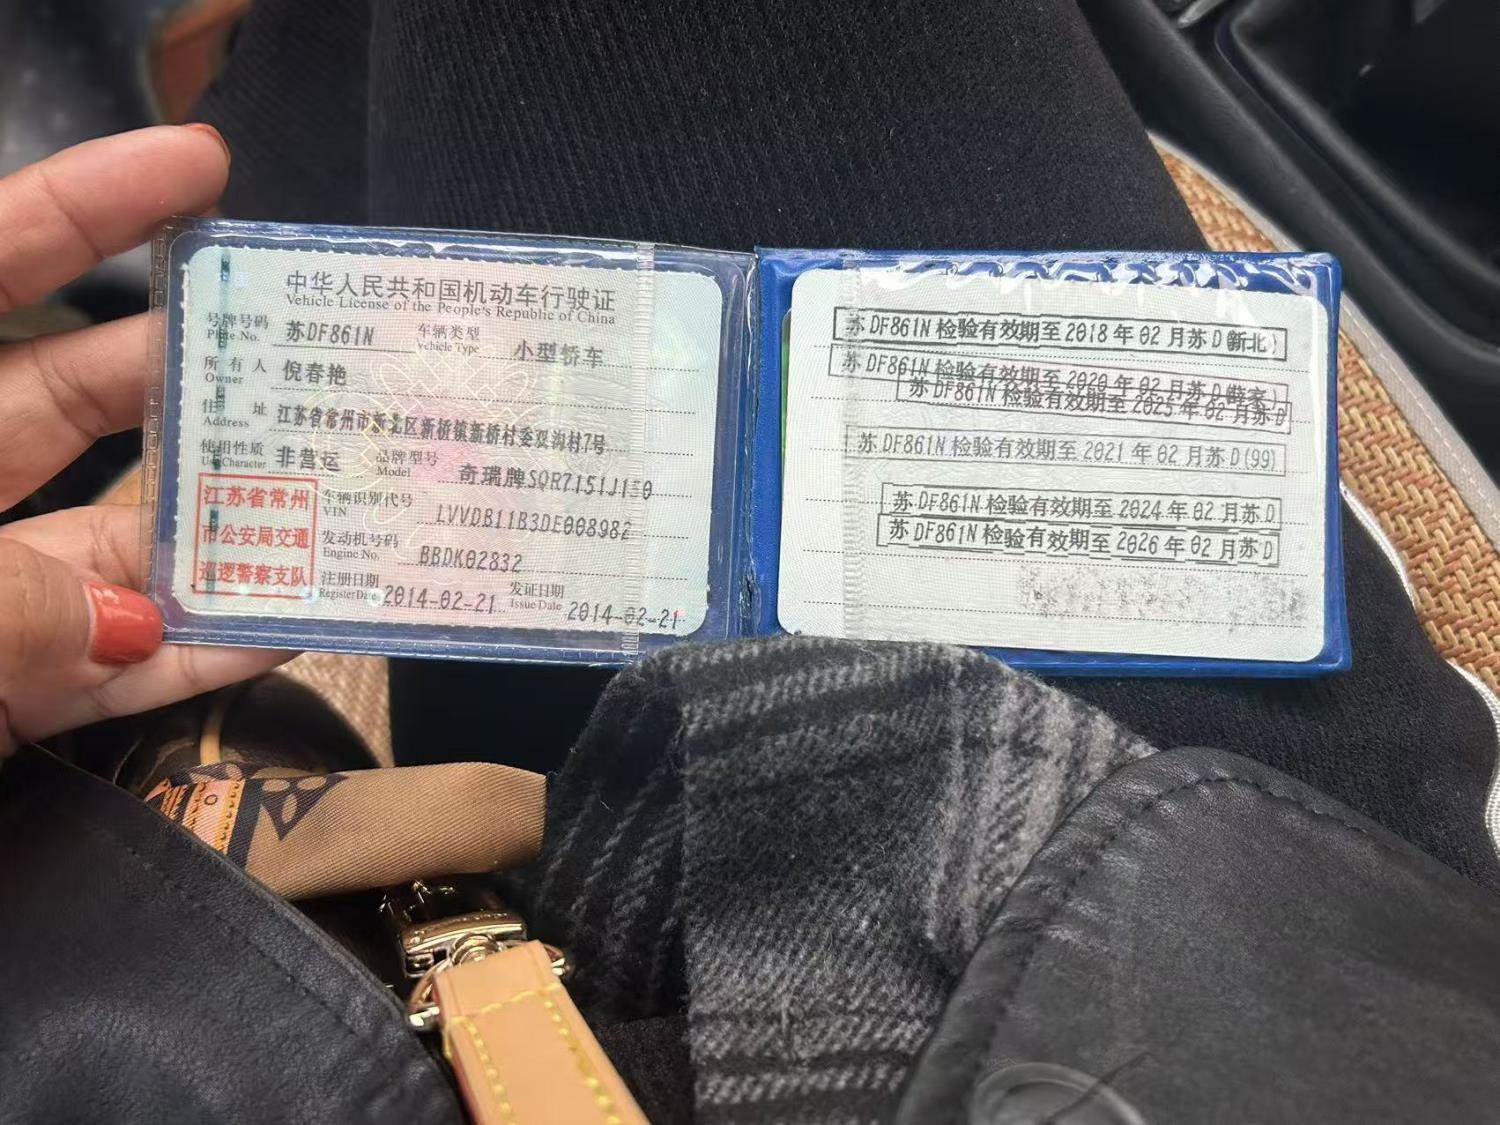 中华人民共和国机动车行驶证
Vehicle License of the People's Republic of China
号牌号码 苏DF861N 车辆类型 小型轿车
Plate No. Vehicle Type
所有人 倪春艳
Owner
住址 江苏省常州市新北区新桥镇新桥村委双沟村7号
Address
使用性质 非营运 品牌型号 奇瑞牌SQR7151J150
Use Character Model
江苏省常州
市公安局交通
巡逻警察支队
车辆识别代号 LVVDB11B3DE008982
VIN
发动机号码 BBDK02832
Engine No.
注册日期 2014-02-21 发证日期 2014-02-21
Register Date Issue Date
苏DF861N检验有效期至2018年02月苏D(新北)
苏DF861N检验有效期至2020年02月苏D(薛家)
苏DF861N检验有效期至2025年02月苏D
苏DF861N检验有效期至2021年02月苏D(99)
苏DF861N检验有效期至2024年02月苏D
苏DF861N检验有效期至2026年02月苏D